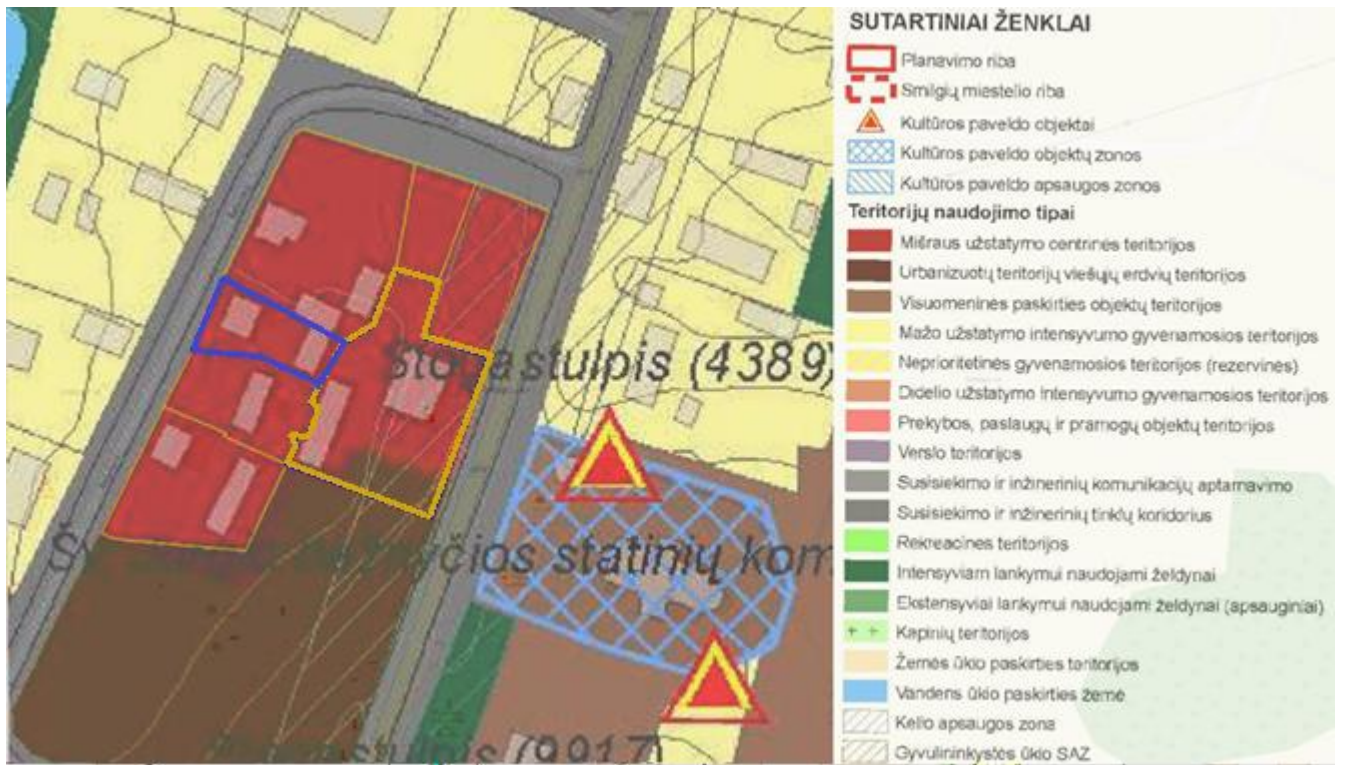 Stogastulpis (4389)
čios statinių kom
stulpis (9917)
SUTARTINIAI ŽENKLAI
Planavimo riba
Smilgių miestelio riba
Kultūros paveldo objektai
Kultūros paveldo objektų zonos
Kultūros paveldo apsaugos zonos
Teritorijų naudojimo tipai
Mišraus užstatymo centrinės teritorijos
Urbanizuotų teritorijų viešųjų erdvių teritorijos
Visuomeninės paskirties objektų teritorijos
Mažo užstatymo intensyvumo gyvenamosios teritorijos
Neprioritetinės gyvenamosios teritorijos (rezervinės)
Didelio užstatymo intensyvumo gyvenamosios teritorijos
Prekybos, paslaugų ir pramogų objektų teritorijos
Verslo teritorijos
Susisiekimo ir inžinerinių komunikacijų aptarnavimo
Susisiekimo ir inžinerinių tinklų koridorius
Rekreacinės teritorijos
Intensyviam lankymui naudojami želdynai
Ekstensyviai lankymui naudojami želdynai (apsauginiai)
Kapinių teritorijos
Žemės ūkio paskirties teritorijos
Vandens ūkio paskirties žemė
Kelio apsaugos zona
Gyvulininkystės ūkio SAZ